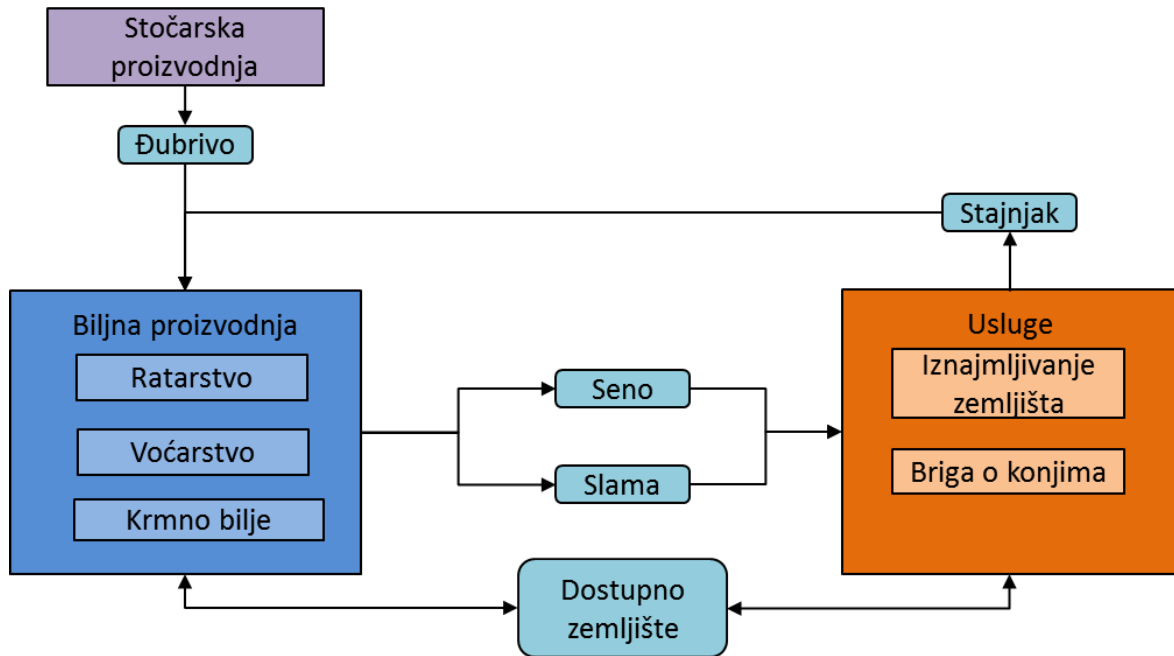 Stočarska
proizvodnja
Đubrivo
Stajnjak
Biljna proizvodnja
Ratarstvo
Voćarstvo
Krmno bilje
Seno
Slama
Usluge
Iznajmljivanje
zemljišta
Briga o konjima
Dostupno
zemljište